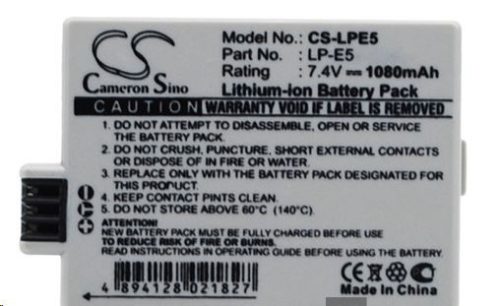 CS
Cameron Sino
Model No.: CS-LPE5
Part No. : LP-E5
Rating : 7.4V 1080mAh
Lithium-ion Battery Pack
CAUTION WARRANTY VOID IF LABEL IS REMOVED
1. DO NOT ATTEMPT TO DISASSEMBLE, OPEN OR SERVICE
THE BATTERY PACK.
2. DO NOT CRUSH, PUNCTURE, SHORT EXTERNAL CONTACTS
OR DISPOSE OF IN FIRE OR WATER.
3. REPLACE ONLY WITH THE BATTERY PACK DESIGNATED FOR
THIS PRODUCT.
4. KEEP CONTACT PINTS CLEAN.
5. DO NOT STORE ABOVE 60°C (140°C).
ATTENTION!
NEW BATTERY PACK MUST BE FULLY CHARGED BEFORE USE
TO REDUCE RISK OF FIRE OR INJURY.
READ INSTRUCTIONS IN OPERATING BEFORE USING THIS BATTERY PACK.
4 894128 021827
CE
Made In China